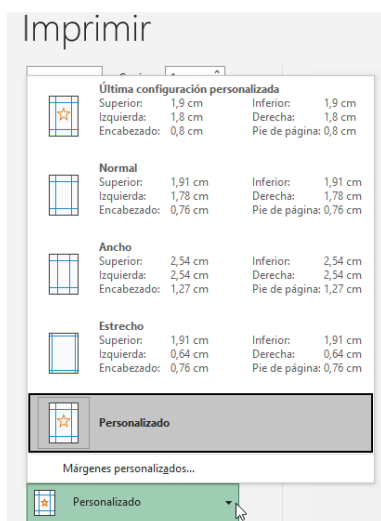 Imprimir
Última configuración personalizada
Superior: 1,9 cm Inferior: 1,9 cm
Izquierda: 1,8 cm Derecha: 1,8 cm
Encabezado: 0,8 cm Pie de página: 0,8 cm
Normal
Superior: 1,91 cm Inferior: 1,91 cm
Izquierda: 1,78 cm Derecha: 1,78 cm
Encabezado: 0,76 cm Pie de página: 0,76 cm
Ancho
Superior: 2,54 cm Inferior: 2,54 cm
Izquierda: 2,54 cm Derecha: 2,54 cm
Encabezado: 1,27 cm Pie de página: 1,27 cm
Estrecho
Superior: 1,91 cm Inferior: 1,91 cm
Izquierda: 0,64 cm Derecha: 0,64 cm
Encabezado: 0,76 cm Pie de página: 0,76 cm
Personalizado
Márgenes personalizados...
Personalizado